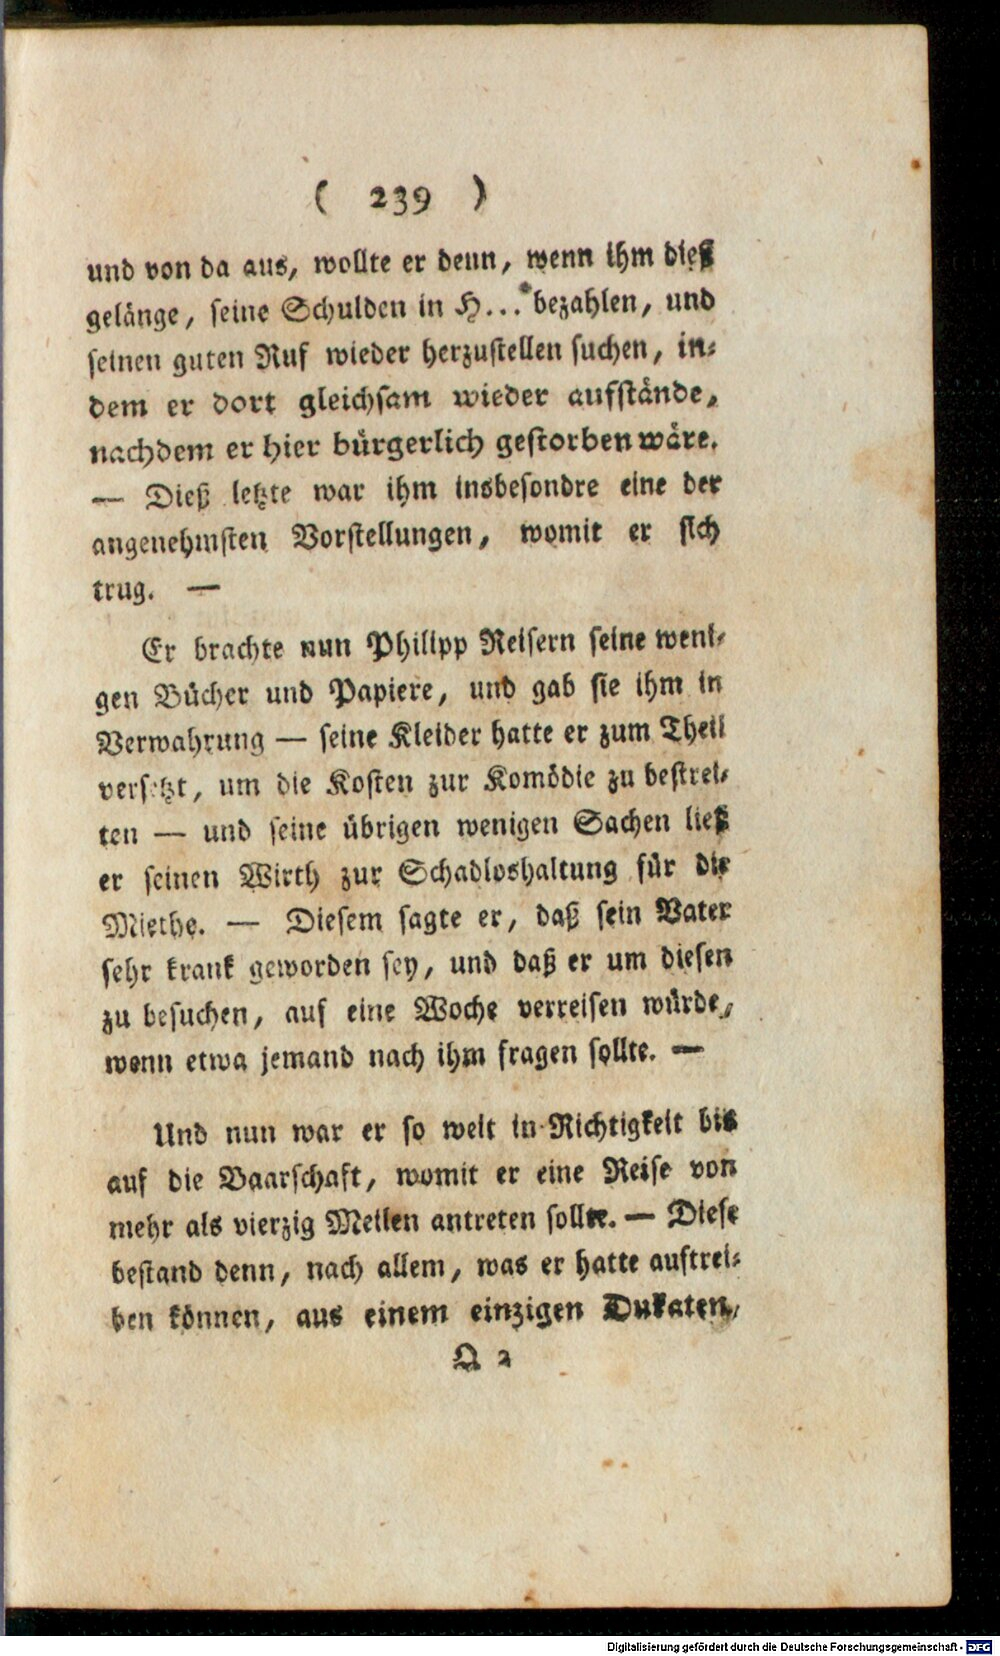 ( 239 )
und von da aus, wollte er denn, wenn ihm dieß
gelänge, seine Schulden in H... bezahlen, und
seinen guten Ruf wieder herzustellen suchen, in⸗
dem er dort gleichsam wieder aufstände,
nachdem er hier bürgerlich gestorben wäre.
— Dieß letzte war ihm insbesondre eine der
angenehmsten Vorstellungen, womit er sich
trug. —
Er brachte nun Philipp Reisern seine weni⸗
gen Bücher und Papiere, und gab sie ihm in
Verwahrung — seine Kleider hatte er zum Theil
versetzt, um die Kosten zur Komödie zu bestrei⸗
ten — und seine übrigen wenigen Sachen ließ
er seinen Wirth zur Schadloshaltung für die
Miethe. — Diesem sagte er, daß sein Vater
sehr krank geworden sey, und daß er um diesen
zu besuchen, auf eine Woche verreisen würde,
wenn etwa jemand nach ihm fragen sollte. —
Und nun war er so weit in Richtigkeit bis
auf die Baarschaft, womit er eine Reise von
mehr als vierzig Meilen antreten sollte. — Diese
bestand denn, nach allem, was er hatte auftrei⸗
ben können, aus einem einzigen Dukaten,
Q 2
Digitalisierung gefördert durch die Deutsche Forschungsgemeinschaft - DFG